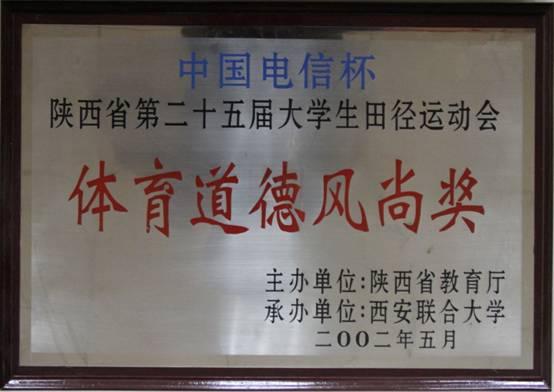 中国电信杯
陕西省第二十五届大学生田径运动会
体育道德风尚奖
主办单位:陕西省教育厅
承办单位:西安联合大学
二00二年五月